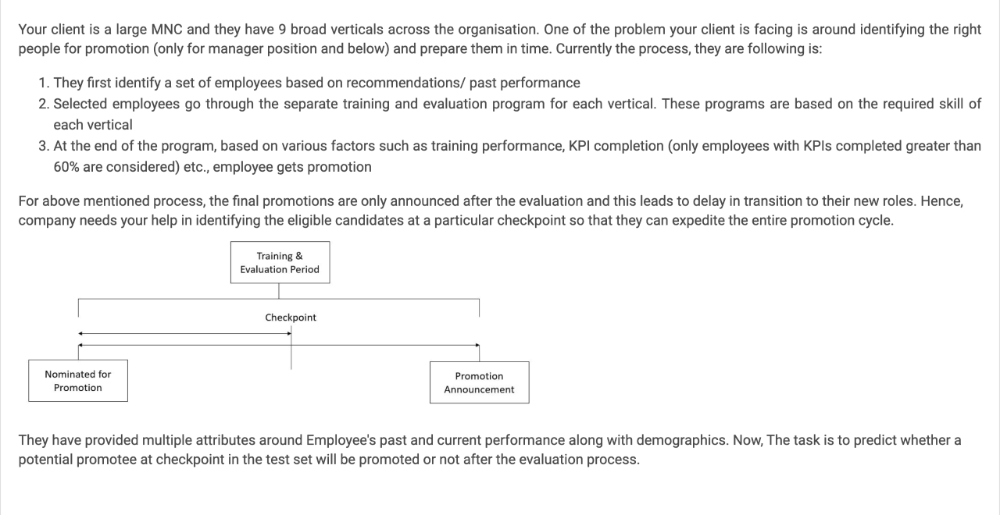 Your client is a large MNC and they have 9 broad verticals across the organisation. One of the problem your client is facing is around identifying the right
people for promotion (only for manager position and below) and prepare them in time. Currently the process, they are following is:
1. They first identify a set of employees based on recommendations/ past performance
2. Selected employees go through the separate training and evaluation program for each vertical. These programs are based on the required skill of
each vertical
3. At the end of the program, based on various factors such as training performance, KPI completion (only employees with KPIs completed greater than
60% are considered) etc., employee gets promotion
For above mentioned process, the final promotions are only announced after the evaluation and this leads to delay in transition to their new roles. Hence,
company needs your help in identifying the eligible candidates at a particular checkpoint so that they can expedite the entire promotion cycle.
Training &
Evaluation Period
Checkpoint
Nominated for
Promotion
Promotion
Announcement
They have provided multiple attributes around Employee's past and current performance along with demographics. Now, The task is to predict whether a
potential promotee at checkpoint in the test set will be promoted or not after the evaluation process.